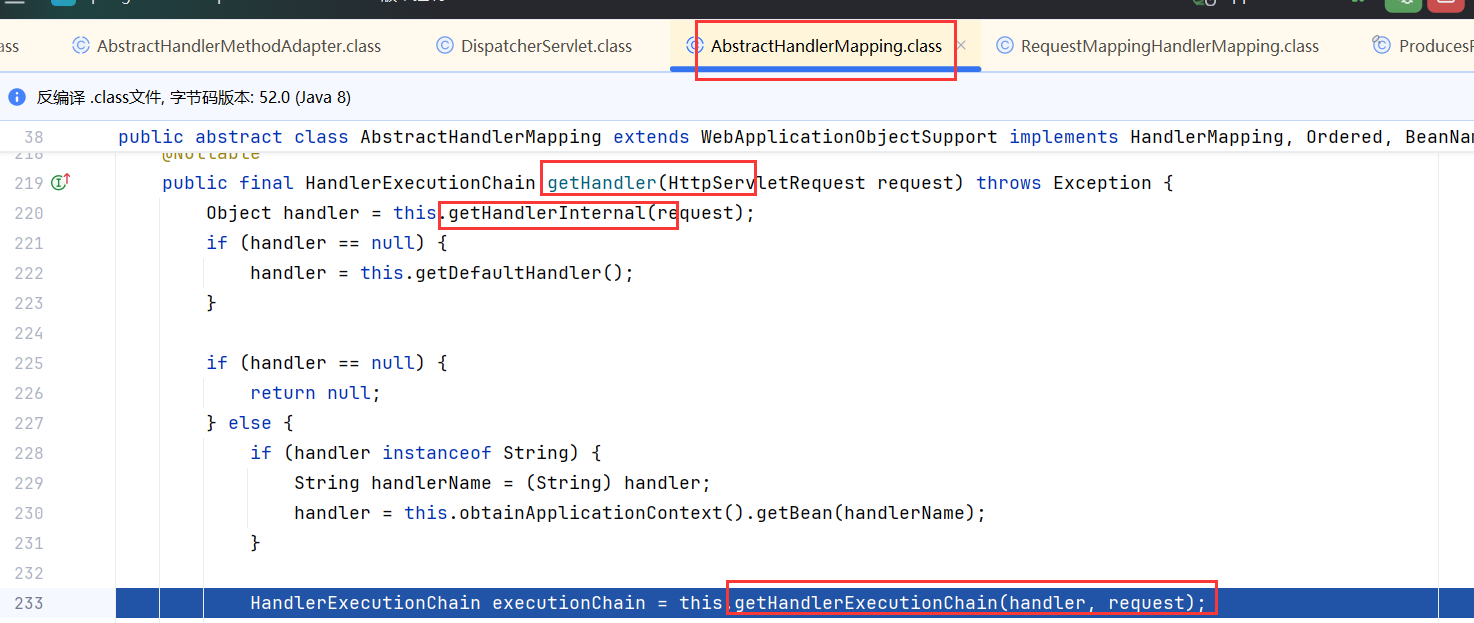 ass AbstractHandlerMethodAdapter.class DispatcherServlet.class AbstractHandlerMapping.class RequestMappingHandlerMapping.class Produces
反编译 .class文件, 字节码版本: 52.0 (Java 8)
38 public abstract class AbstractHandlerMapping extends WebApplicationObjectSupport implements HandlerMapping, Ordered, BeanNam
218 @Nullable
219 public final HandlerExecutionChain getHandler(HttpServletRequest request) throws Exception {
220 Object handler = this.getHandlerInternal(request);
221 if (handler == null) {
222 handler = this.getDefaultHandler();
223 }
224
225 if (handler == null) {
226 return null;
227 } else {
228 if (handler instanceof String) {
229 String handlerName = (String) handler;
230 handler = this.obtainApplicationContext().getBean(handlerName);
231 }
232
233 HandlerExecutionChain executionChain = this.getHandlerExecutionChain(handler, request);